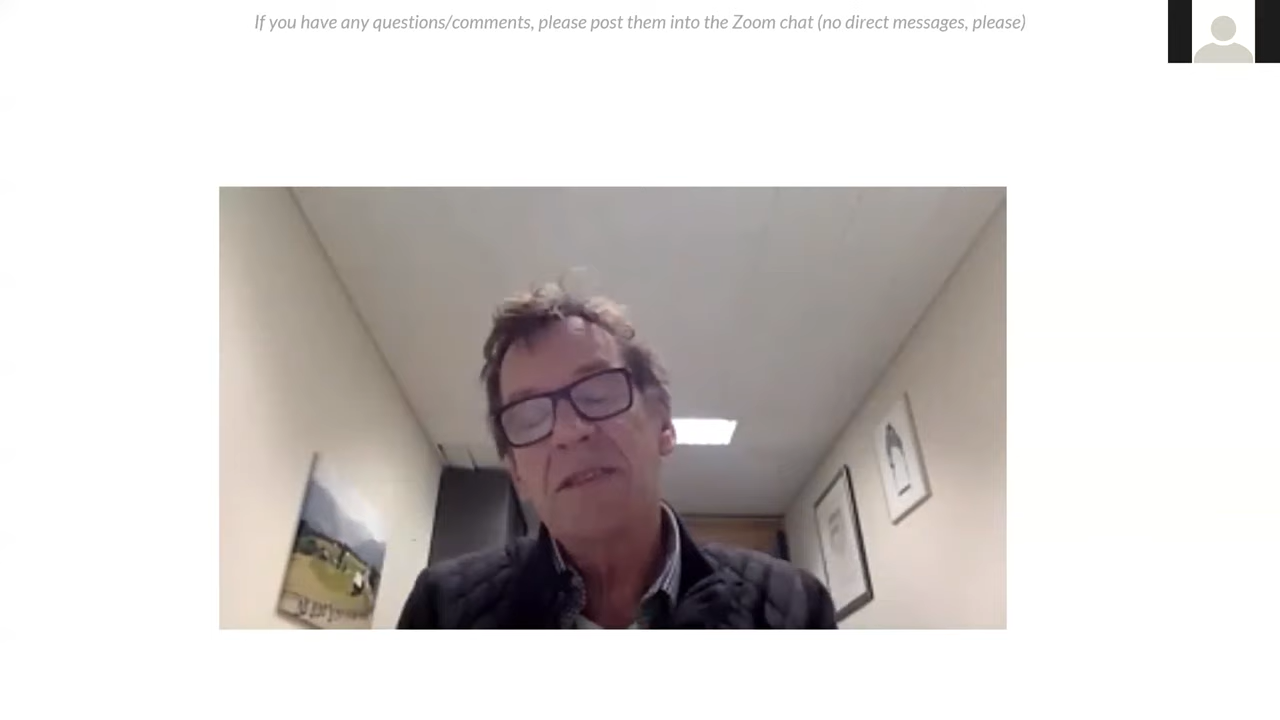 If you have any questions/comments, please post them into the Zoom chat (no direct messages, please)